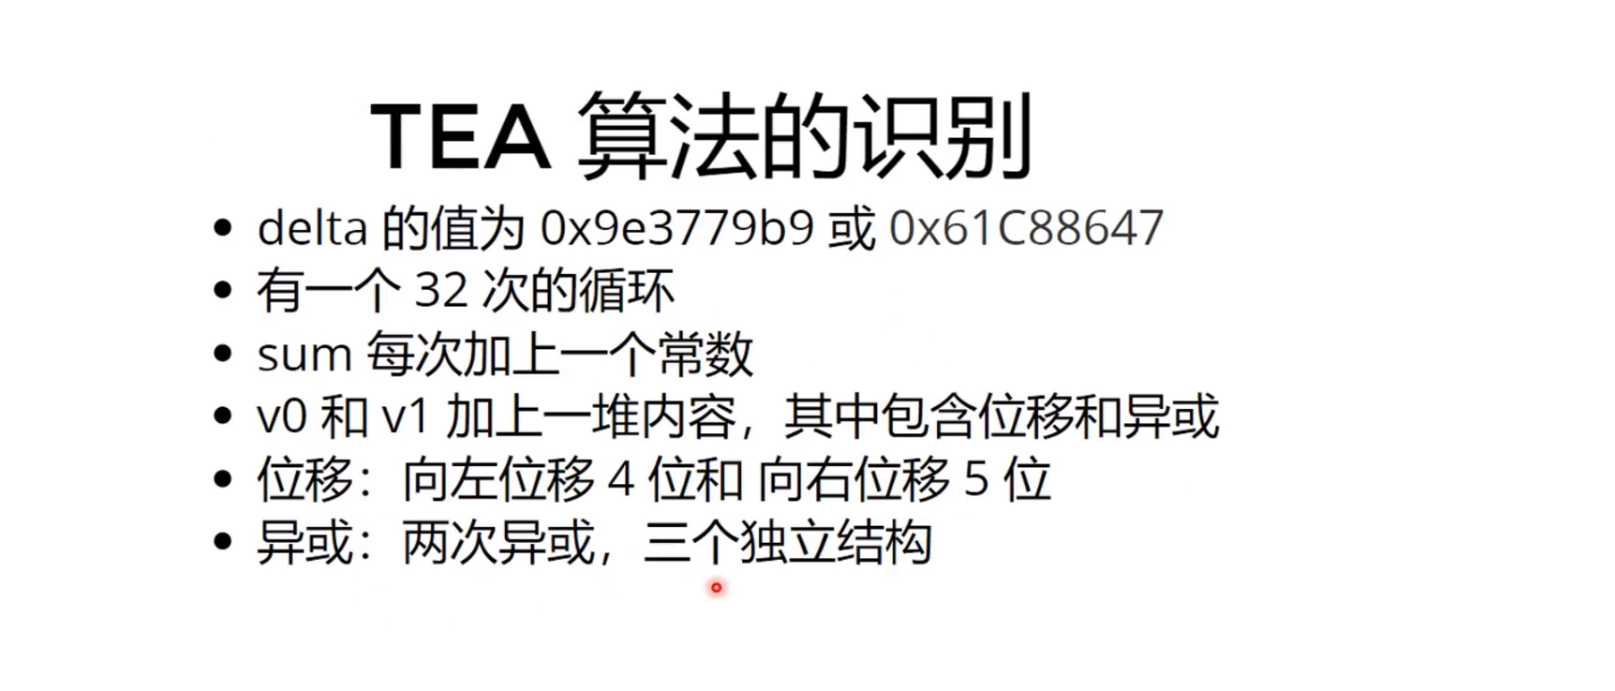 TEA 算法的识别
• delta 的值为 0x9e3779b9 或 0x61C88647
• 有一个 32 次的循环
• sum 每次加上一个常数
• v0 和 v1 加上一堆内容，其中包含位移和异或
• 位移：向左位移 4 位和 向右位移 5 位
• 异或：两次异或，三个独立结构